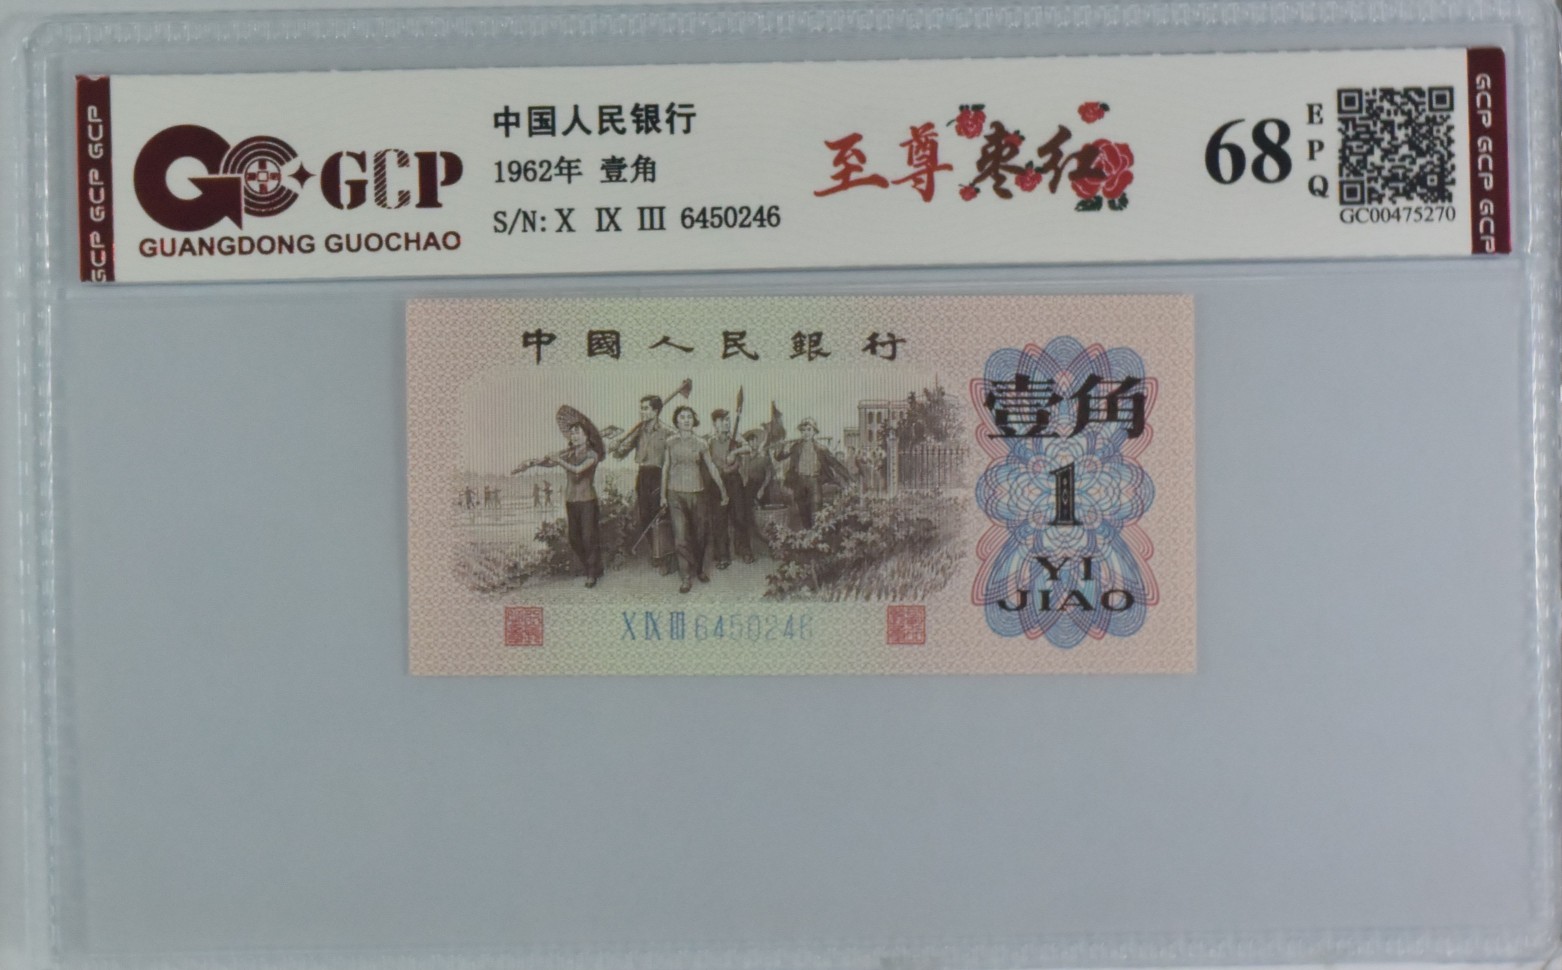 GCP GCP GCP
GCP
GUANGDONG GUOCHAO
中国人民银行
1962年 壹角
S/N: X IX III 6450246
至尊枣红
68
EPQ
GC00475270
GCP GCP GCP
中國人民銀行
壹角
1
YI
JIAO
X IX III 6450246